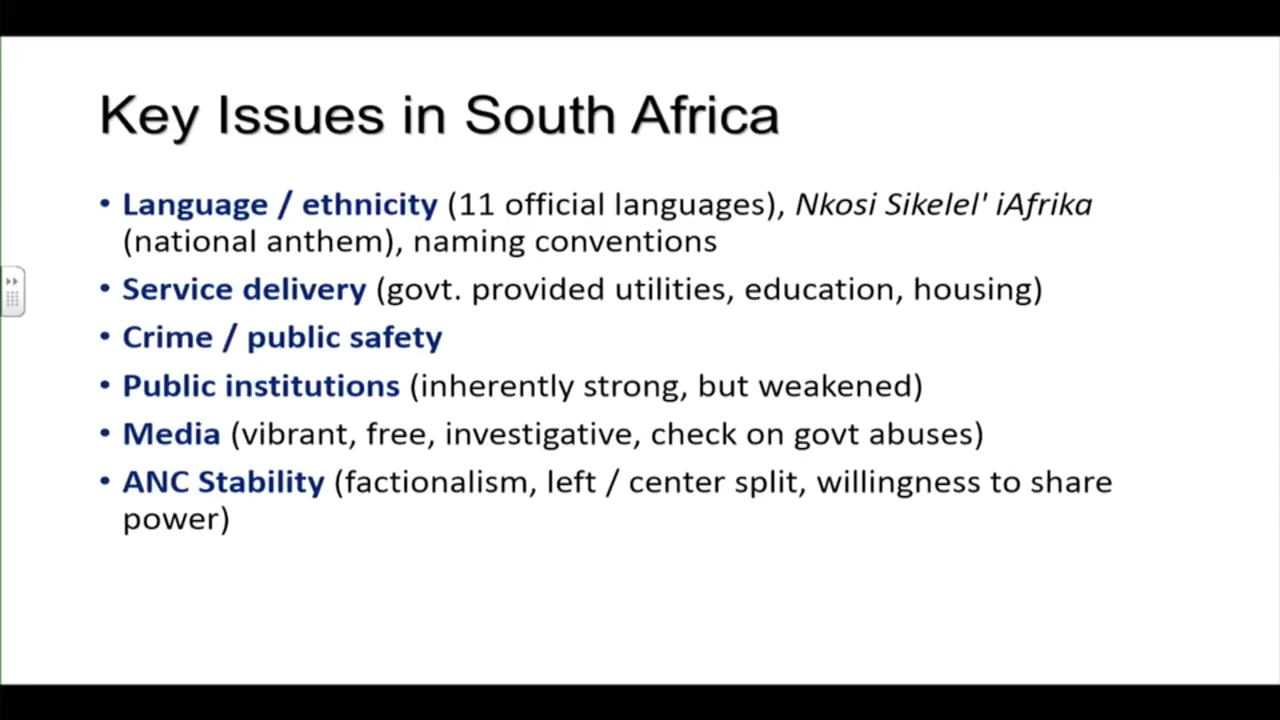 Key Issues in South Africa
• Language / ethnicity (11 official languages), Nkosi Sikelel' iAfrika
(national anthem), naming conventions
• Service delivery (govt. provided utilities, education, housing)
• Crime / public safety
• Public institutions (inherently strong, but weakened)
• Media (vibrant, free, investigative, check on govt abuses)
• ANC Stability (factionalism, left / center split, willingness to share
power)